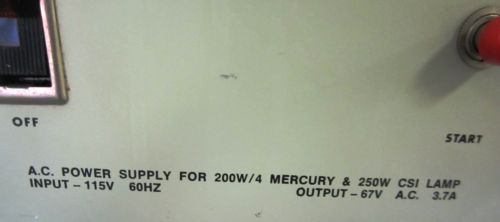 OFF
START
A.C. POWER SUPPLY FOR 200W/4 MERCURY & 250W CSI LAMP
INPUT – 115V 60HZ OUTPUT – 67V A.C. 3.7A